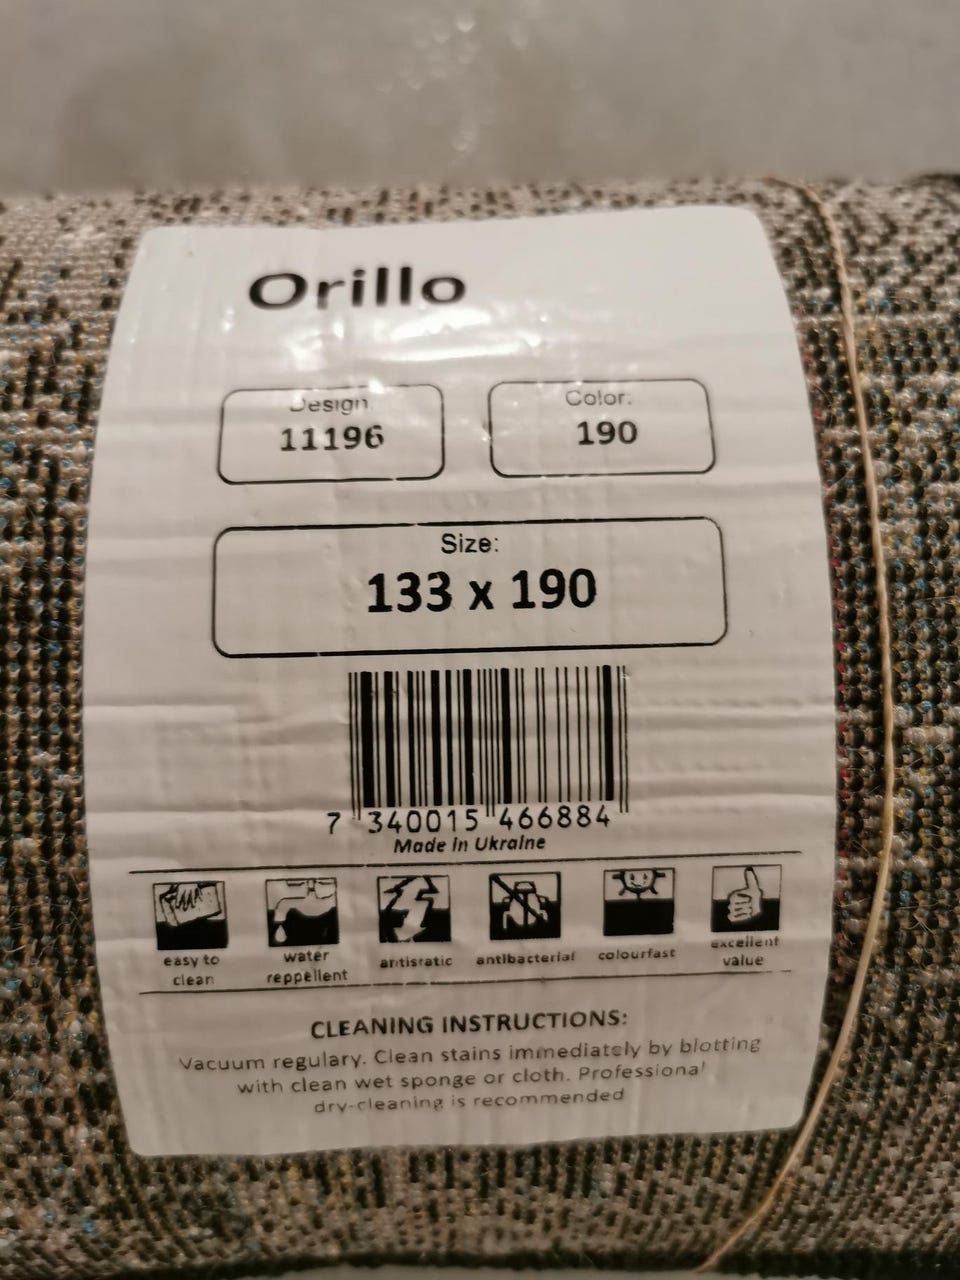 Orillo
Design
11196
Color:
190
Size:
133 x 190
7 340015 466884
Made in Ukraine
easy to
clean
water
reppellent
antistatic
antibacterial
colourfast
excellent
value
CLEANING INSTRUCTIONS:
Vacuum regulary. Clean stains immediately by blotting
with clean wet sponge or cloth. Professional
dry-cleaning is recommended